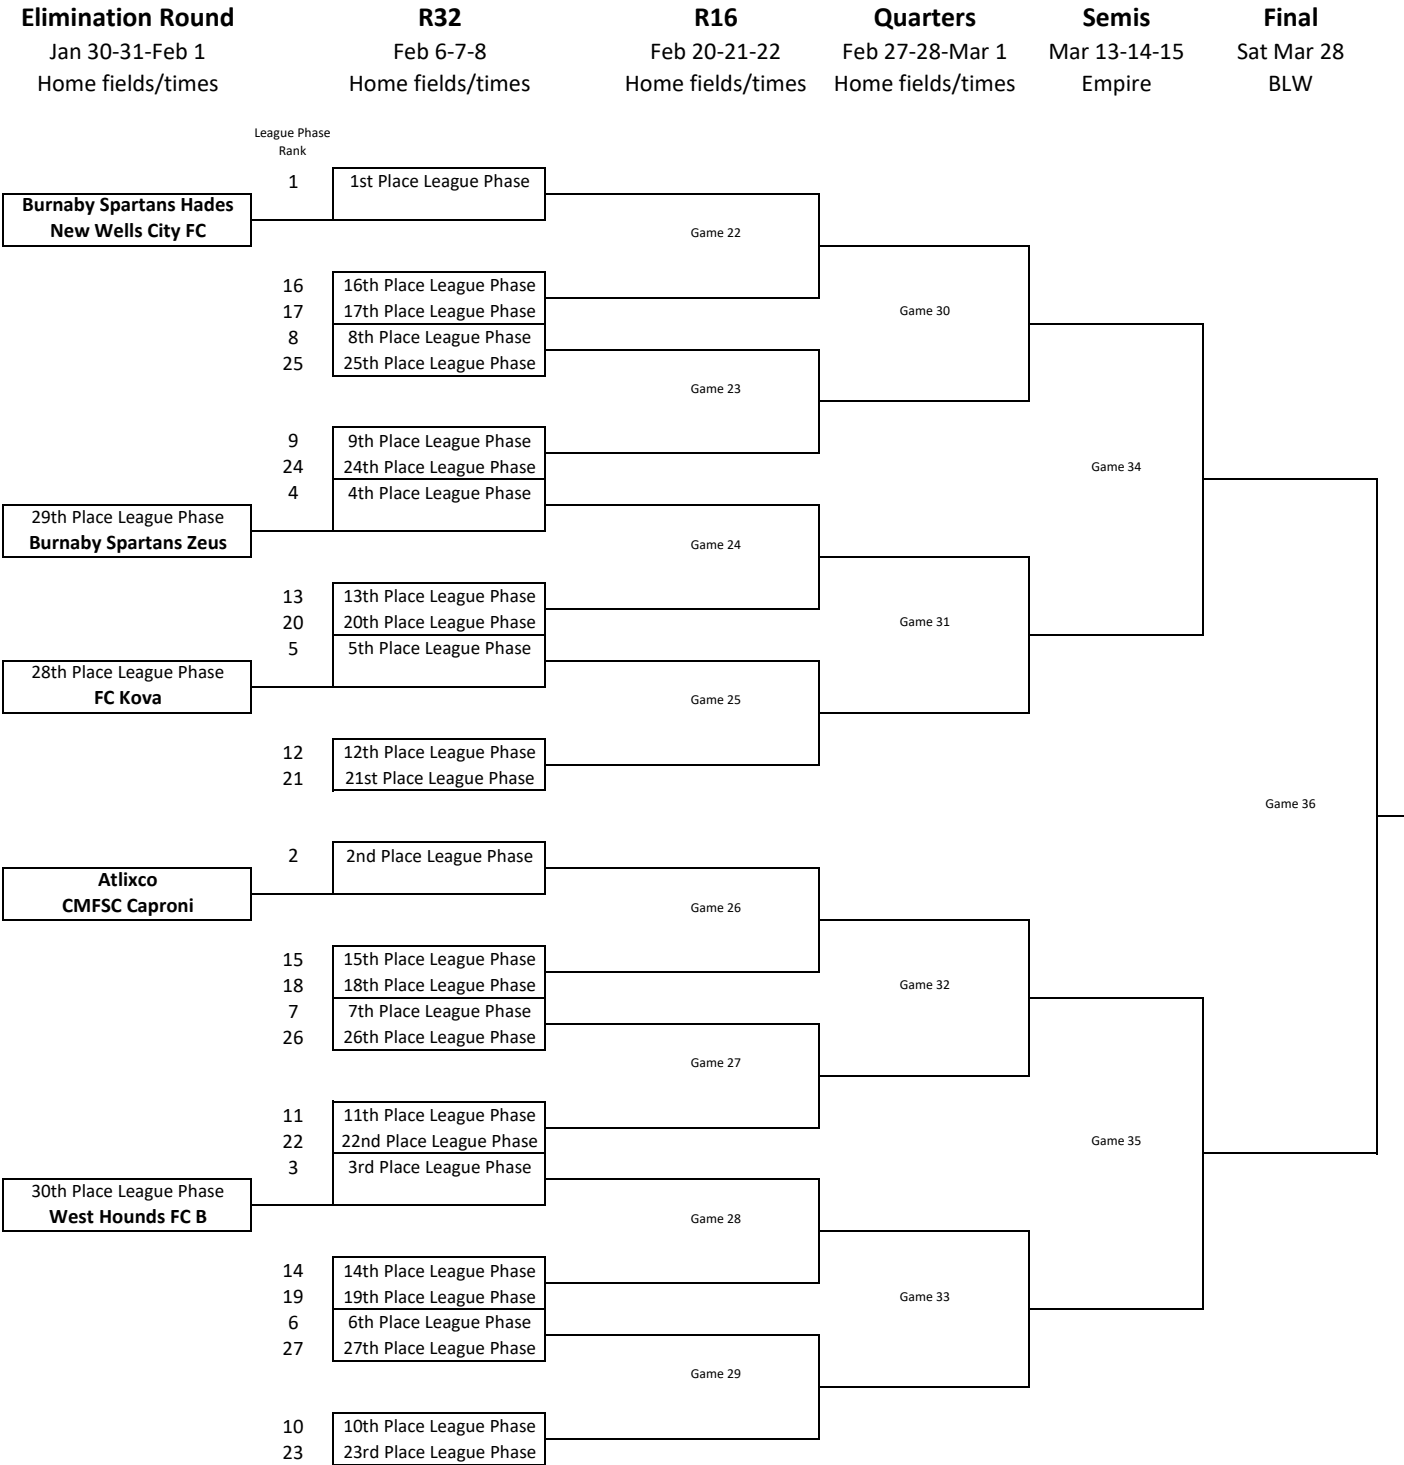 Elimination Round R32 R16 Quarters Semis Final
Jan 30-31-Feb 1 Feb 6-7-8 Feb 20-21-22 Feb 27-28-Mar 1 Mar 13-14-15 Sat Mar 28
Home fields/times Home fields/times Home fields/times Home fields/times Empire BLW
League Phase
Rank
1 1st Place League Phase
Burnaby Spartans Hades
New Wells City FC
Game 22
16 16th Place League Phase
17 17th Place League Phase
Game 30
8 8th Place League Phase
25 25th Place League Phase
Game 23
9 9th Place League Phase
24 24th Place League Phase
Game 34
4 4th Place League Phase
29th Place League Phase
Burnaby Spartans Zeus
Game 24
13 13th Place League Phase
20 20th Place League Phase
Game 31
5 5th Place League Phase
28th Place League Phase
FC Kova
Game 25
12 12th Place League Phase
21 21st Place League Phase
Game 36
2 2nd Place League Phase
Atlixco
CMFSC Caproni
Game 26
15 15th Place League Phase
18 18th Place League Phase
Game 32
7 7th Place League Phase
26 26th Place League Phase
Game 27
11 11th Place League Phase
22 22nd Place League Phase
Game 35
3 3rd Place League Phase
30th Place League Phase
West Hounds FC B
Game 28
14 14th Place League Phase
19 19th Place League Phase
Game 33
6 6th Place League Phase
27 27th Place League Phase
Game 29
10 10th Place League Phase
23 23rd Place League Phase